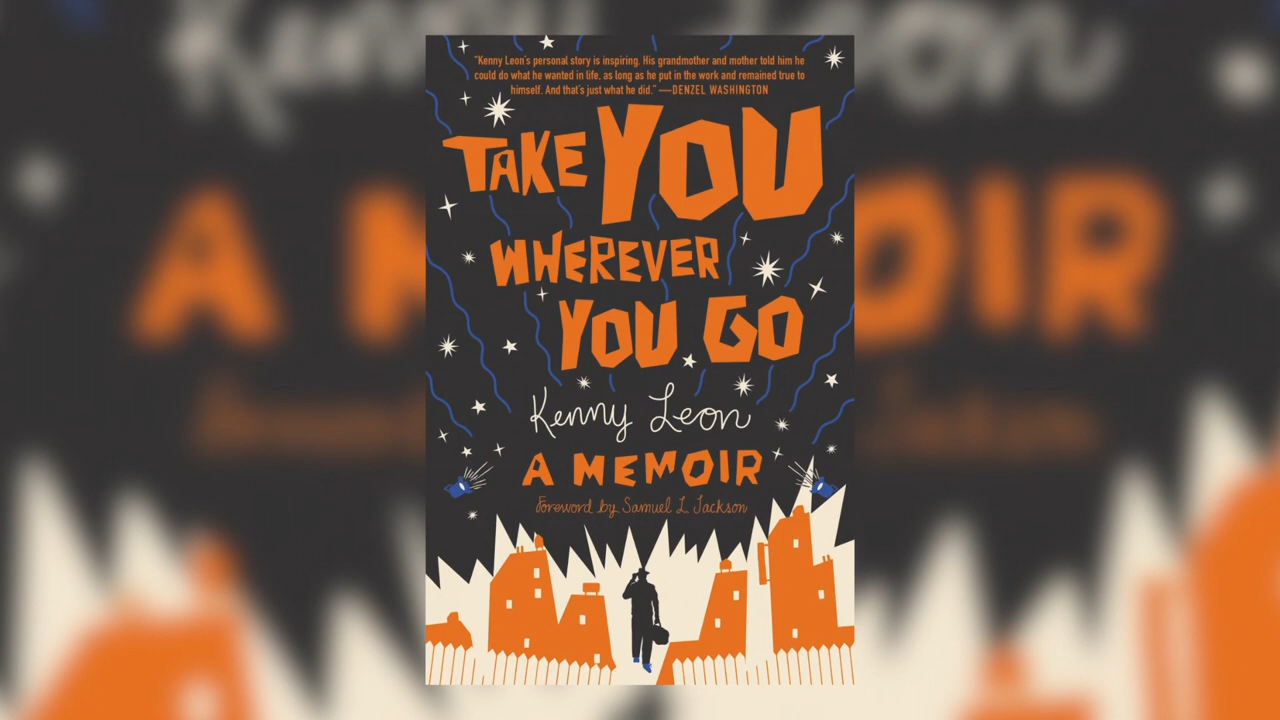 "Kenny Leon's personal story is inspiring. His grandmother and mother told him he
could do what he wanted in life, as long as he put in the work and remained true to
himself. And that's just what he did." —DENZEL WASHINGTON
TAKE YOU
WHEREVER
YOU GO
Kenny Leon
A MEMOIR
Foreword by Samuel L. Jackson